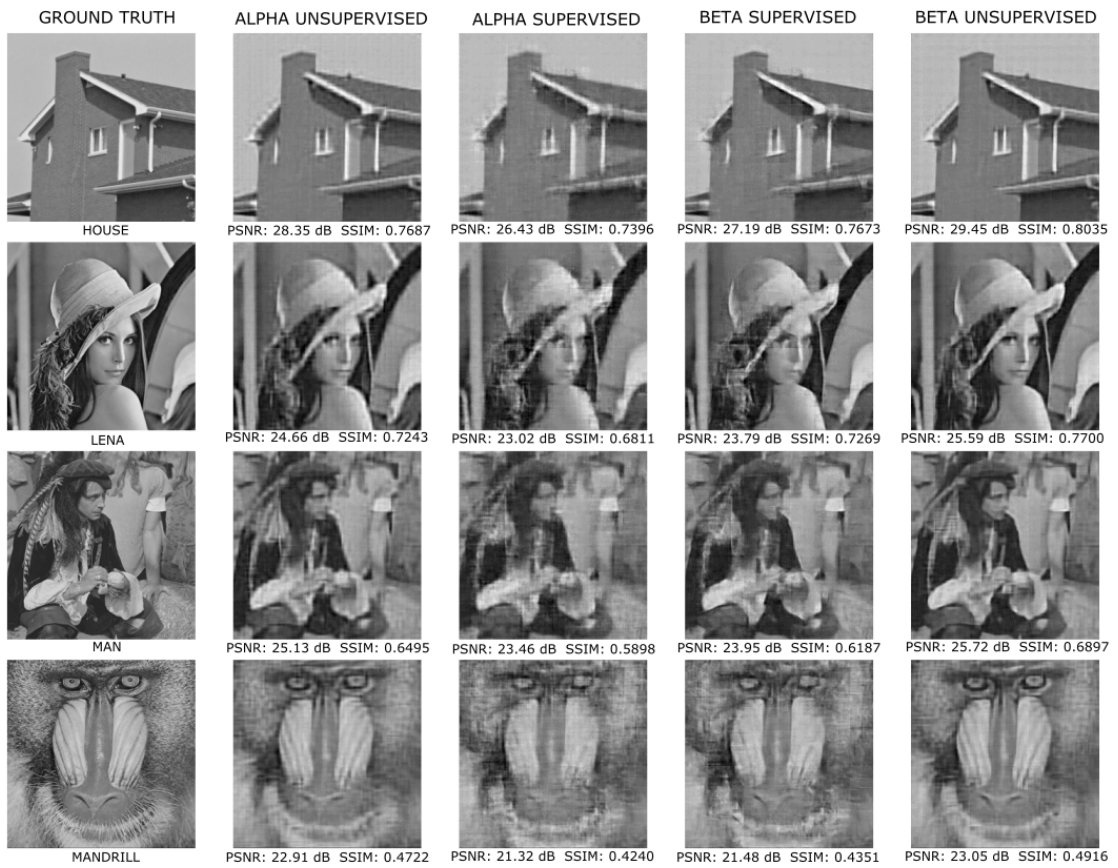 GROUND TRUTH ALPHA UNSUPERVISED ALPHA SUPERVISED BETA SUPERVISED BETA UNSUPERVISED
HOUSE PSNR: 28.35 dB SSIM: 0.7687 PSNR: 26.43 dB SSIM: 0.7396 PSNR: 27.19 dB SSIM: 0.7673 PSNR: 29.45 dB SSIM: 0.8035
LENA PSNR: 24.66 dB SSIM: 0.7243 PSNR: 23.02 dB SSIM: 0.6811 PSNR: 23.79 dB SSIM: 0.7269 PSNR: 25.59 dB SSIM: 0.7700
MAN PSNR: 25.13 dB SSIM: 0.6495 PSNR: 23.46 dB SSIM: 0.5898 PSNR: 23.95 dB SSIM: 0.6187 PSNR: 25.72 dB SSIM: 0.6897
MANDRILL PSNR: 22.91 dB SSIM: 0.4722 PSNR: 21.32 dB SSIM: 0.4240 PSNR: 21.48 dB SSIM: 0.4351 PSNR: 23.05 dB SSIM: 0.4916